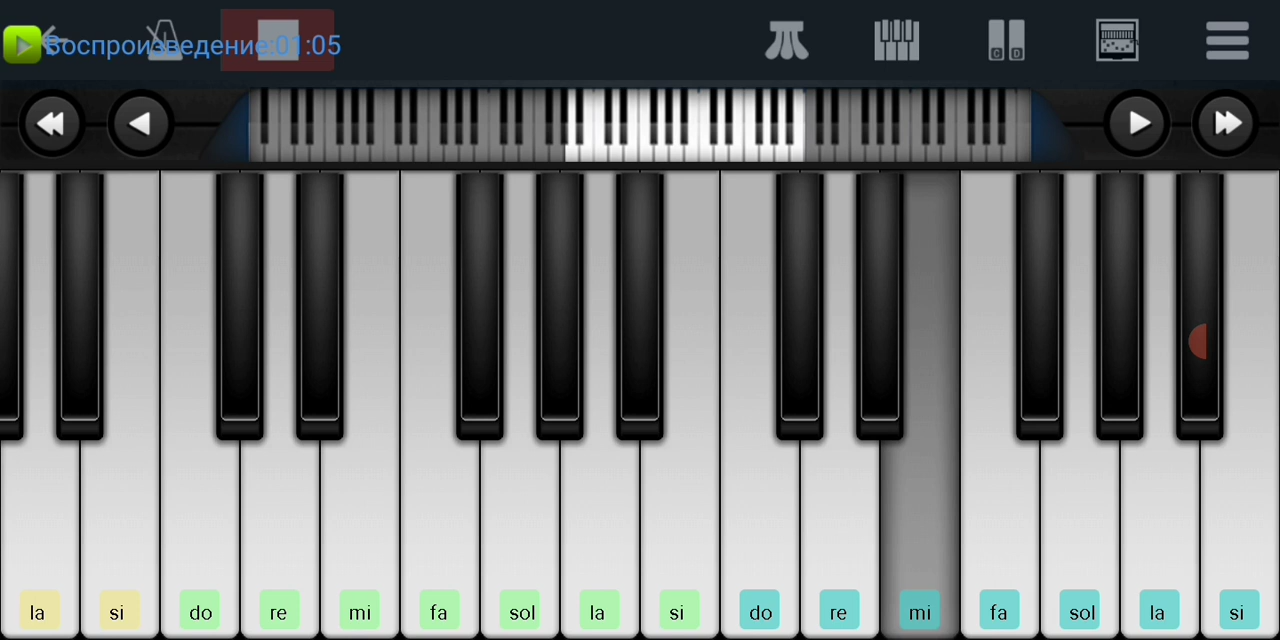 Воспроизведение:01:05
C D
la si do re mi fa sol la si do re mi fa sol la si